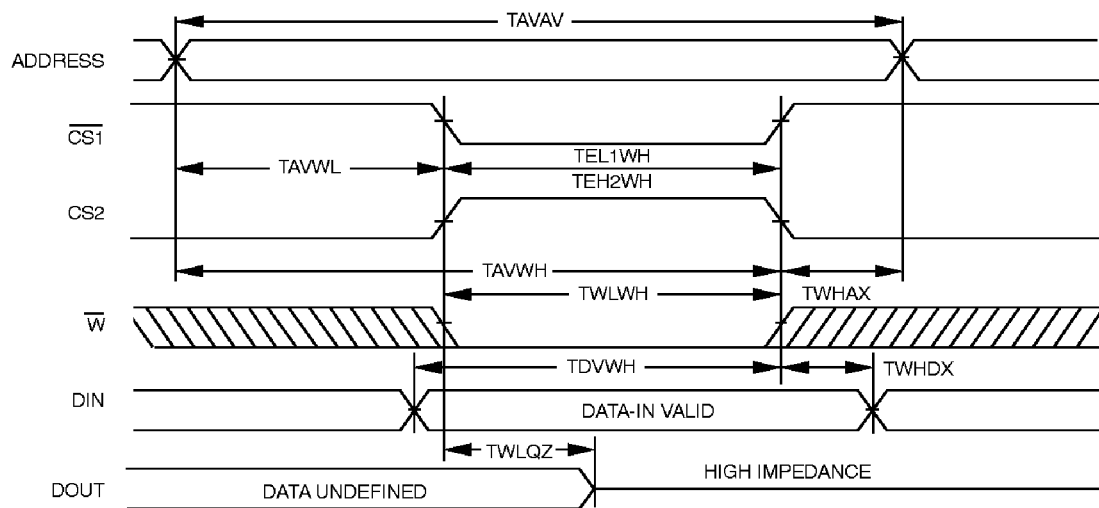 TAVAV
ADDRESS
C̅S̅1̅
TEL1WH
TAVWL
TEH2WH
CS2
TAVWH
TWLWH
TWHAX
W̅
TDVWH
TWHDX
DIN
DATA-IN VALID
TWLQZ
HIGH IMPEDANCE
DOUT
DATA UNDEFINED